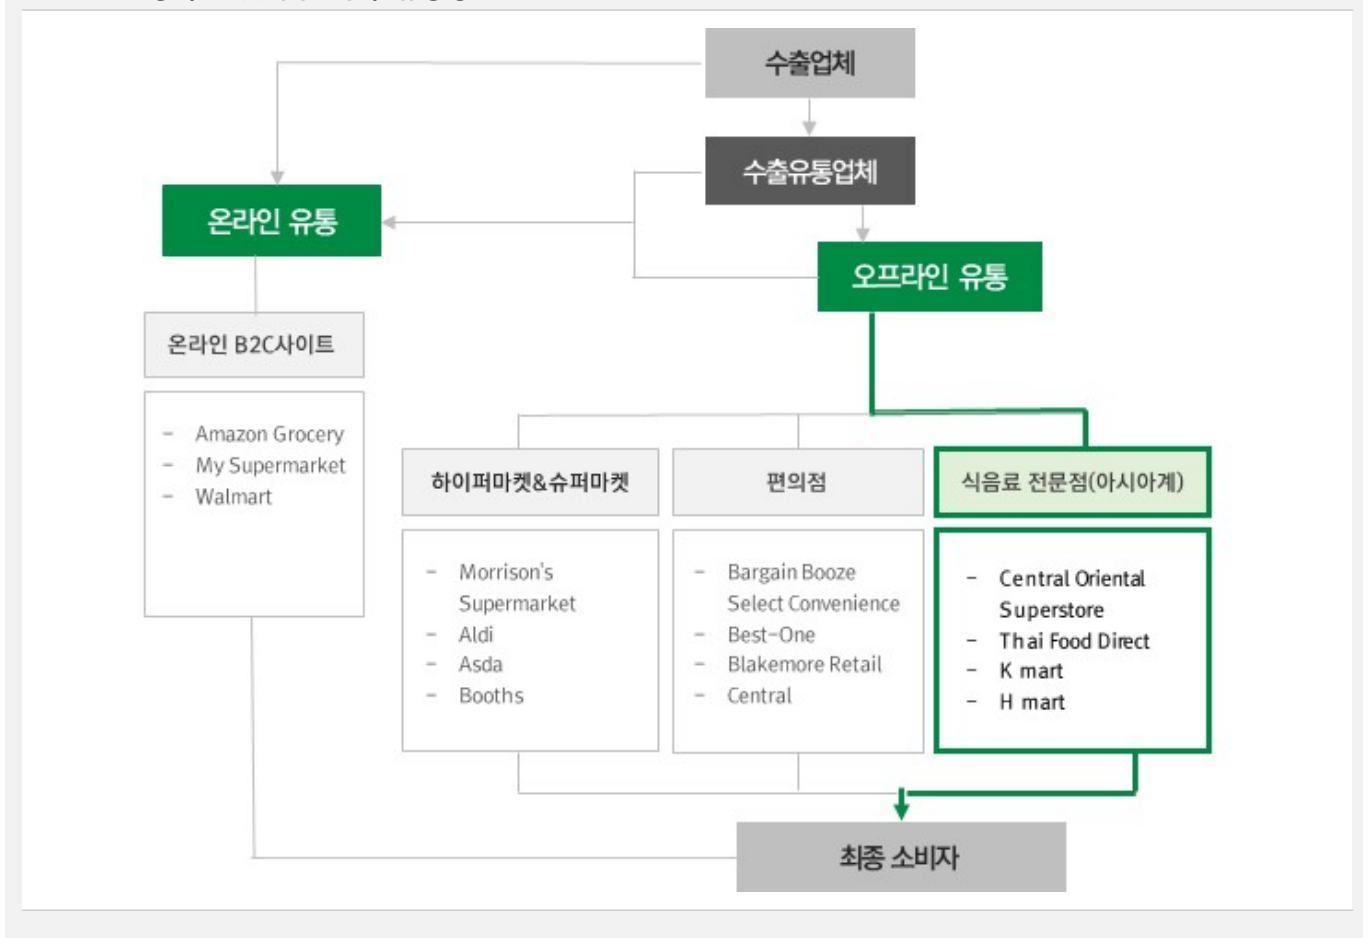 수출업체
수출유통업체
온라인 유통
오프라인 유통
온라인 B2C사이트
- Amazon Grocery
- My Supermarket
- Walmart
하이퍼마켓&슈퍼마켓
- Morrison's
Supermarket
- Aldi
- Asda
- Booths
편의점
- Bargain Booze
Select Convenience
- Best-One
- Blakemore Retail
- Central
식음료 전문점(아시아계)
- Central Oriental
Superstore
- Thai Food Direct
- K mart
- H mart
최종 소비자